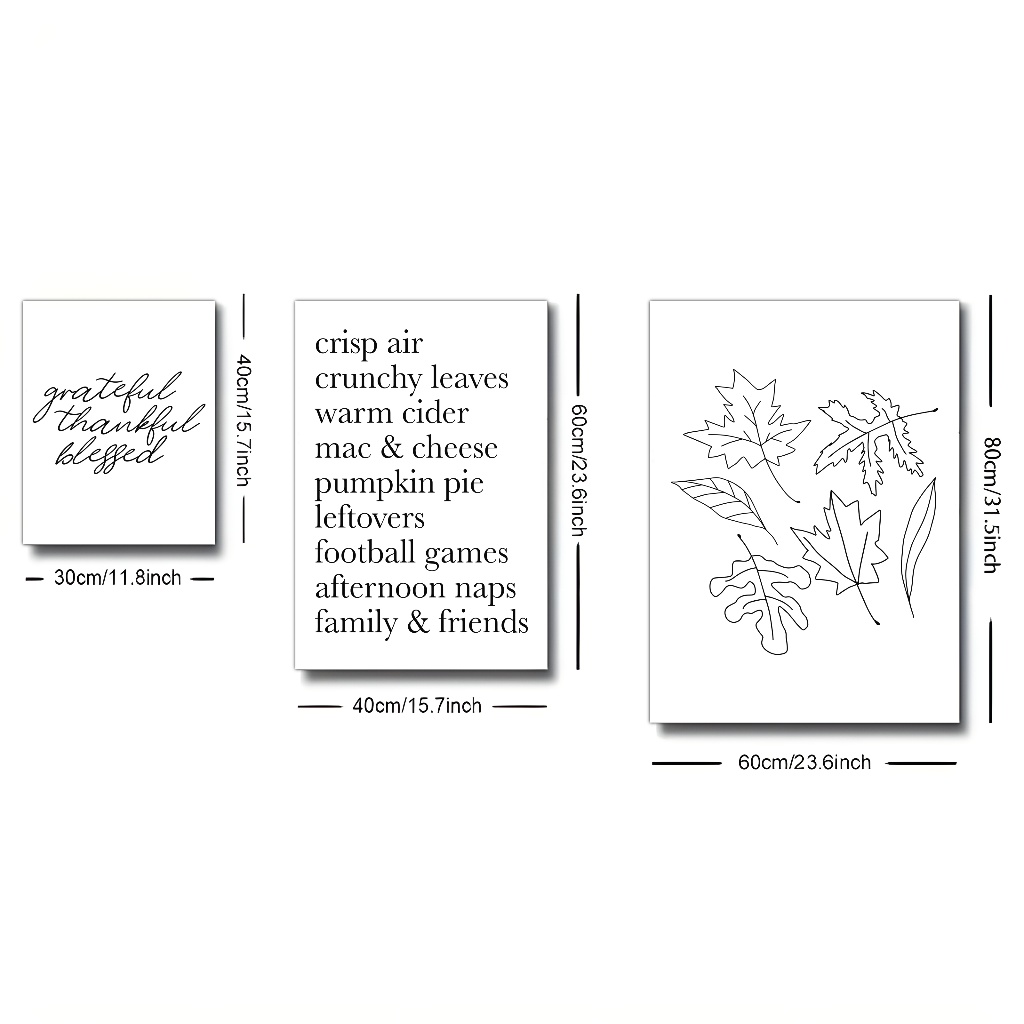 grateful
thankful
blessed
40cm/15.7inch
30cm/11.8inch
crisp air
crunchy leaves
warm cider
mac & cheese
pumpkin pie
leftovers
football games
afternoon naps
family & friends
60cm/23.6inch
40cm/15.7inch
80cm/31.5inch
60cm/23.6inch